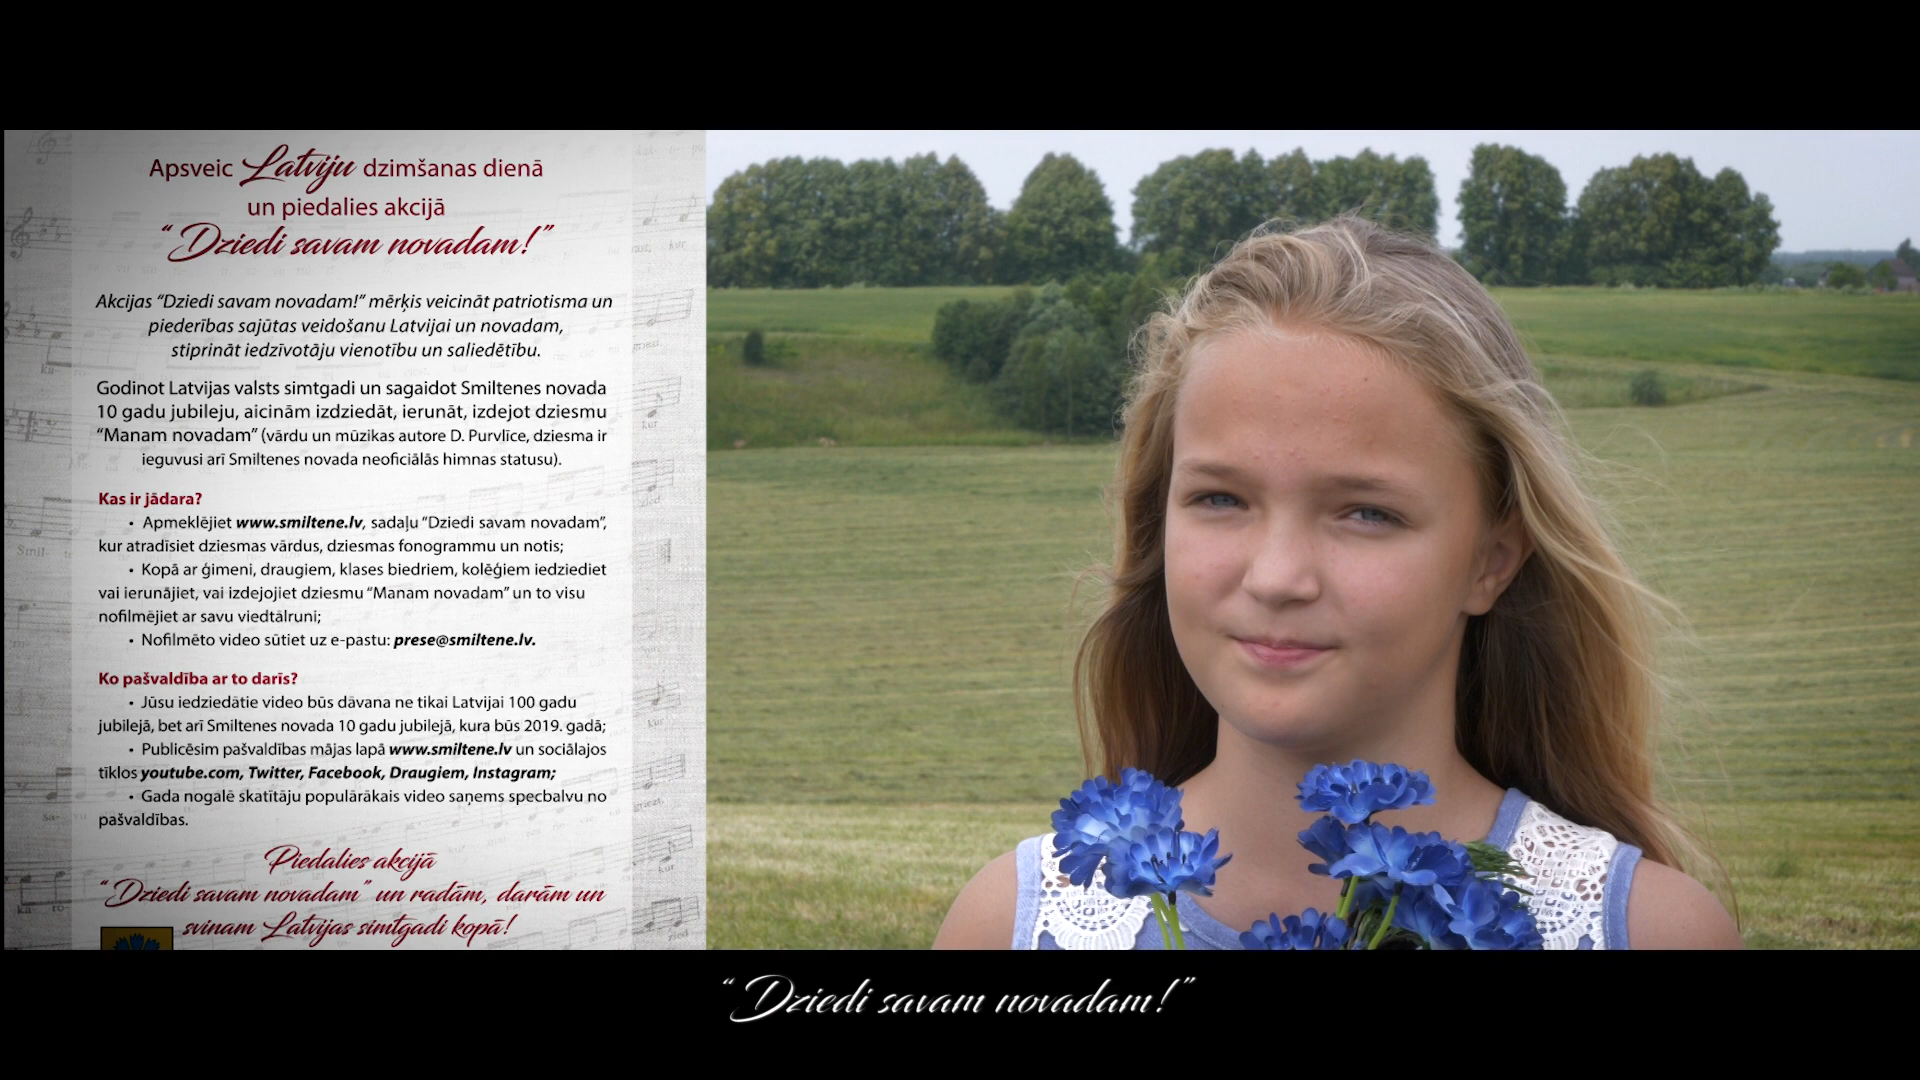 Apsveic Latviju dzimšanas dienā
un piedalies akcijā
“Dziedi savam novadam!”
Akcijas “Dziedi savam novadam!“ mērķis veicināt patriotisma un
piederības sajūtas veidošanu Latvijai un novadam,
stiprināt iedzīvotāju vienotību un saliedētību.
Godinot Latvijas valsts simtgadi un sagaidot Smiltenes novada
10 gadu jubileju, aicinām izdziedāt, ierunāt, izdejot dziesmu
“Manam novadam” (vārdu un mūzikas autore D. Purvlīce, dziesma ir
ieguvusi arī Smiltenes novada neoficiālās himnas statusu).
Kas ir jādara?
• Apmeklējiet www.smiltene.lv, sadaļu “Dziedi savam novadam”,
kur atradīsiet dziesmas vārdus, dziesmas fonogrammu un notis;
• Kopā ar ģimeni, draugiem, klases biedriem, kolēģiem iedziediet
vai ierunājiet, vai izdejojiet dziesmu “Manam novadam” un to visu
nofilmējiet ar savu viedtālruni;
• Nofilmēto video sūtiet uz e-pastu: prese@smiltene.lv.
Ko pašvaldība ar to darīs?
• Jūsu iedziedātie video būs dāvana ne tikai Latvijai 100 gadu
jubilejā, bet arī Smiltenes novada 10 gadu jubilejā, kura būs 2019. gadā;
• Publicēsim pašvaldības mājas lapā www.smiltene.lv un sociālajos
tīklos youtube.com, Twitter, Facebook, Draugiem, Instagram;
• Gada nogalē skatītāju populārākais video saņems specbalvu no
pašvaldības.
Piedalies akcijā
“Dziedi savam novadam” un radām, darām un
svinam Latvijas simtgadi kopā!
“Dziedi savam novadam!”